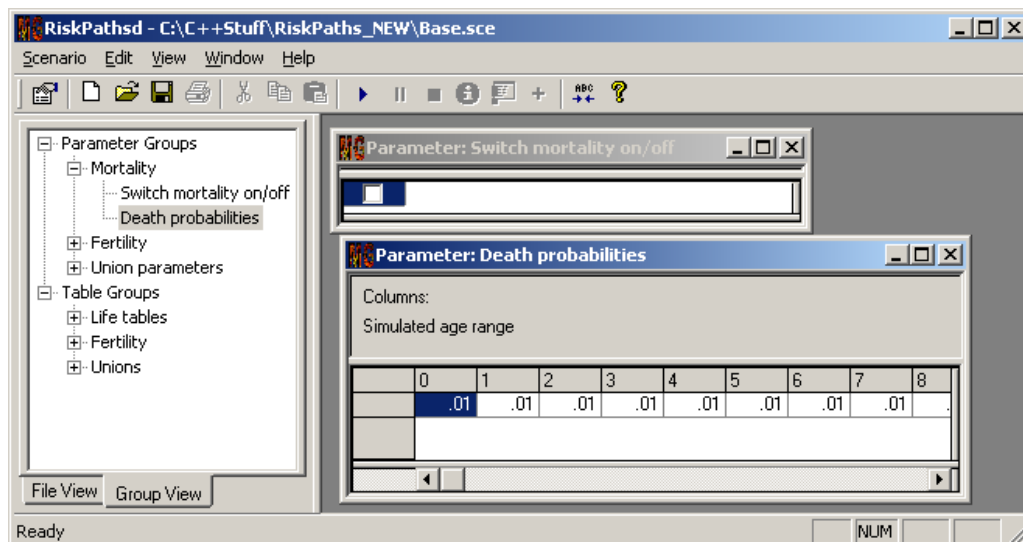 RiskPathsd - C:\C++Stuff\RiskPaths_NEW\Base.sce
Scenario Edit View Window Help
ABC
Parameter Groups
Mortality
Switch mortality on/off
Death probabilities
Fertility
Union parameters
Table Groups
Life tables
Fertility
Unions
File View Group View
Parameter: Switch mortality on/off
Parameter: Death probabilities
Columns:
Simulated age range
0 1 2 3 4 5 6 7 8
.01 .01 .01 .01 .01 .01 .01 .01 .
Ready NUM